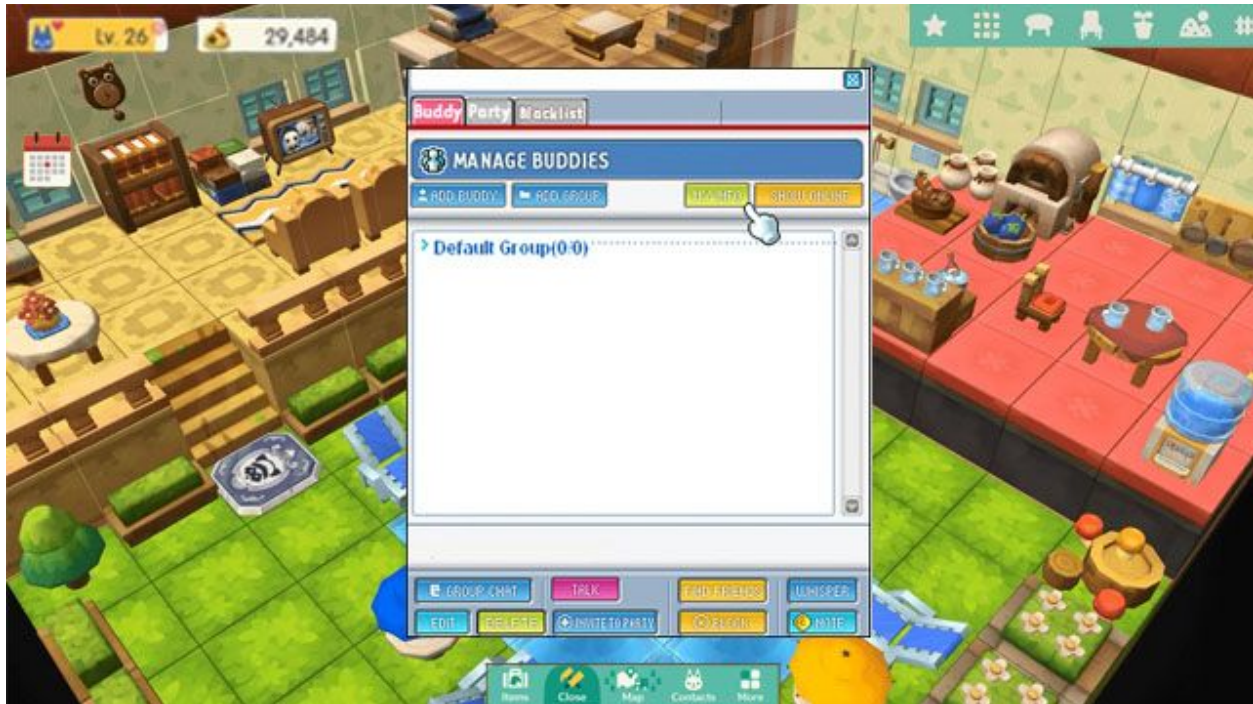 Lv. 26
29,484
Buddy Party Blacklist
MANAGE BUDDIES
ADD BUDDY ADD GROUP SHOW ONLINE
Default Group(0/0)
GROUP CHAT TALK FIND FRIENDS WHISPER
EDIT DELETE INVITE TO PARTY BLOCK NOTE
Items Close Map Contacts More